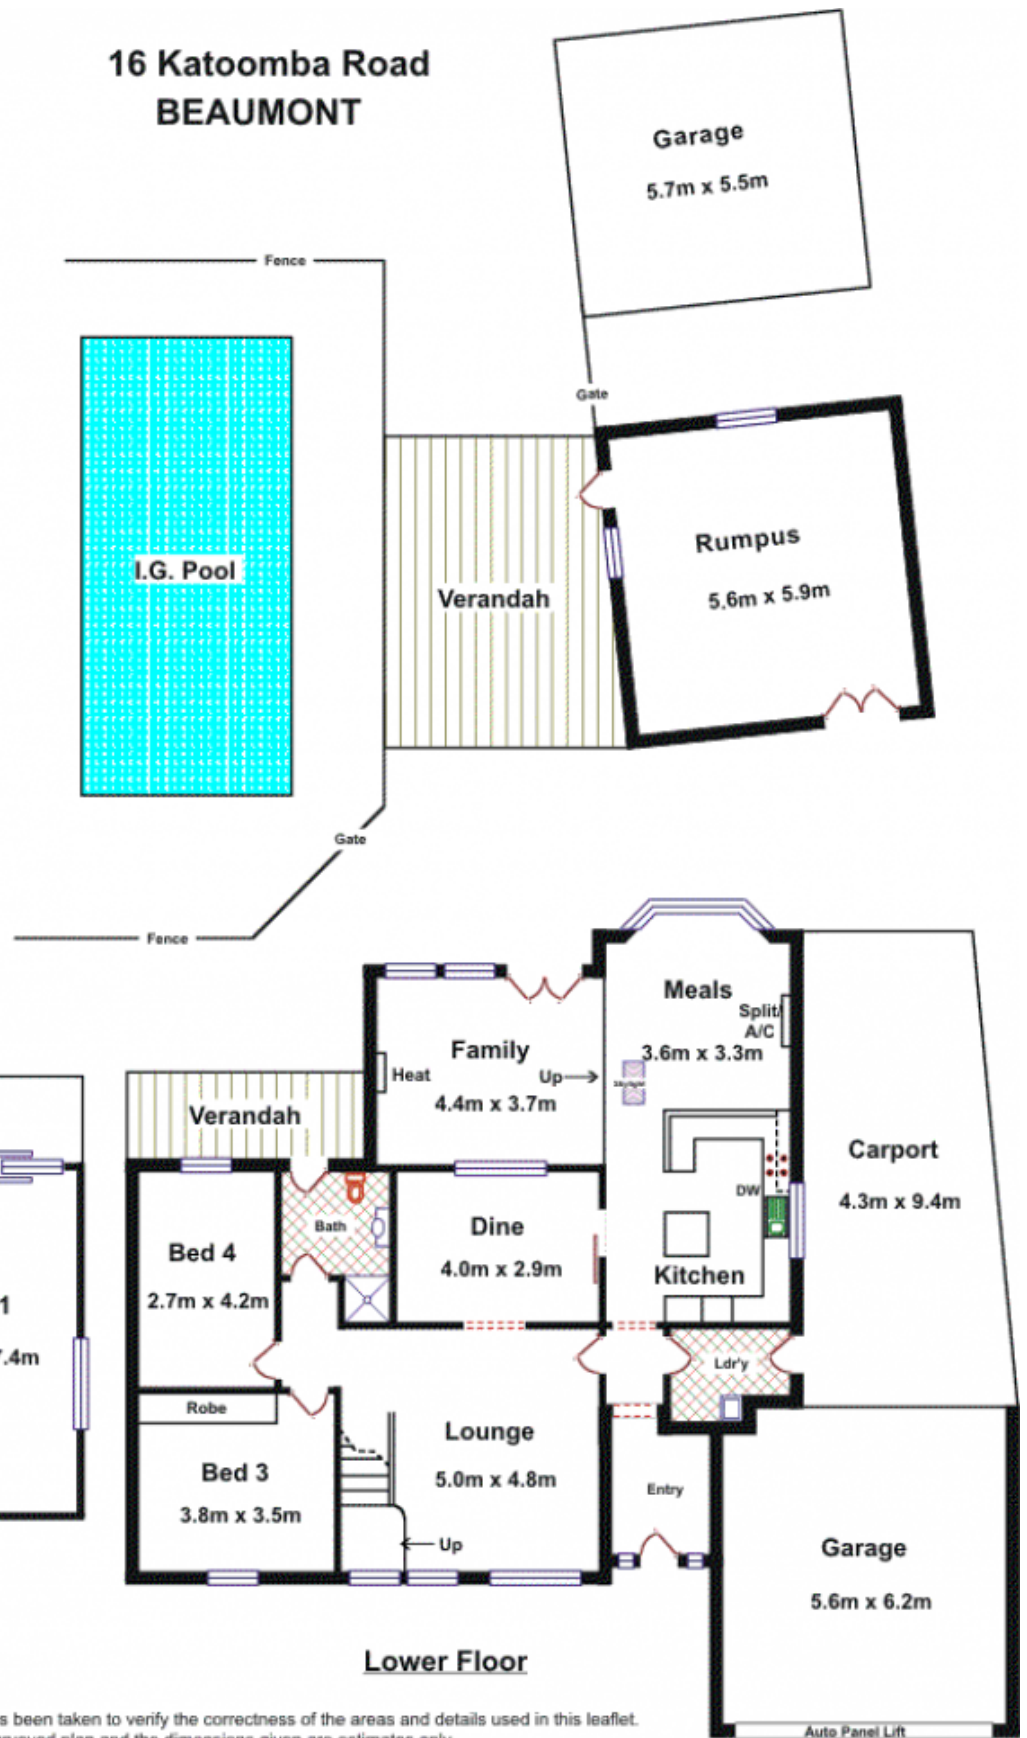 16 Katoomba Road
BEAUMONT
Garage
5.7m x 5.5m
Fence
Gate
I.G. Pool
Verandah
Rumpus
5.6m x 5.9m
Gate
Fence
Meals
Split/
A/C
3.6m x 3.3m
Skylight
Family
Heat
Up
4.4m x 3.7m
Verandah
Carport
4.3m x 9.4m
DW
Bath
Dine
4.0m x 2.9m
Bed 4
2.7m x 4.2m
Kitchen
1
7.4m
Ldr'y
Robe
Lounge
5.0m x 4.8m
Bed 3
3.8m x 3.5m
Entry
Up
Garage
5.6m x 6.2m
Lower Floor
s been taken to verify the correctness of the areas and details used in this leaflet.
Auto Panel Lift